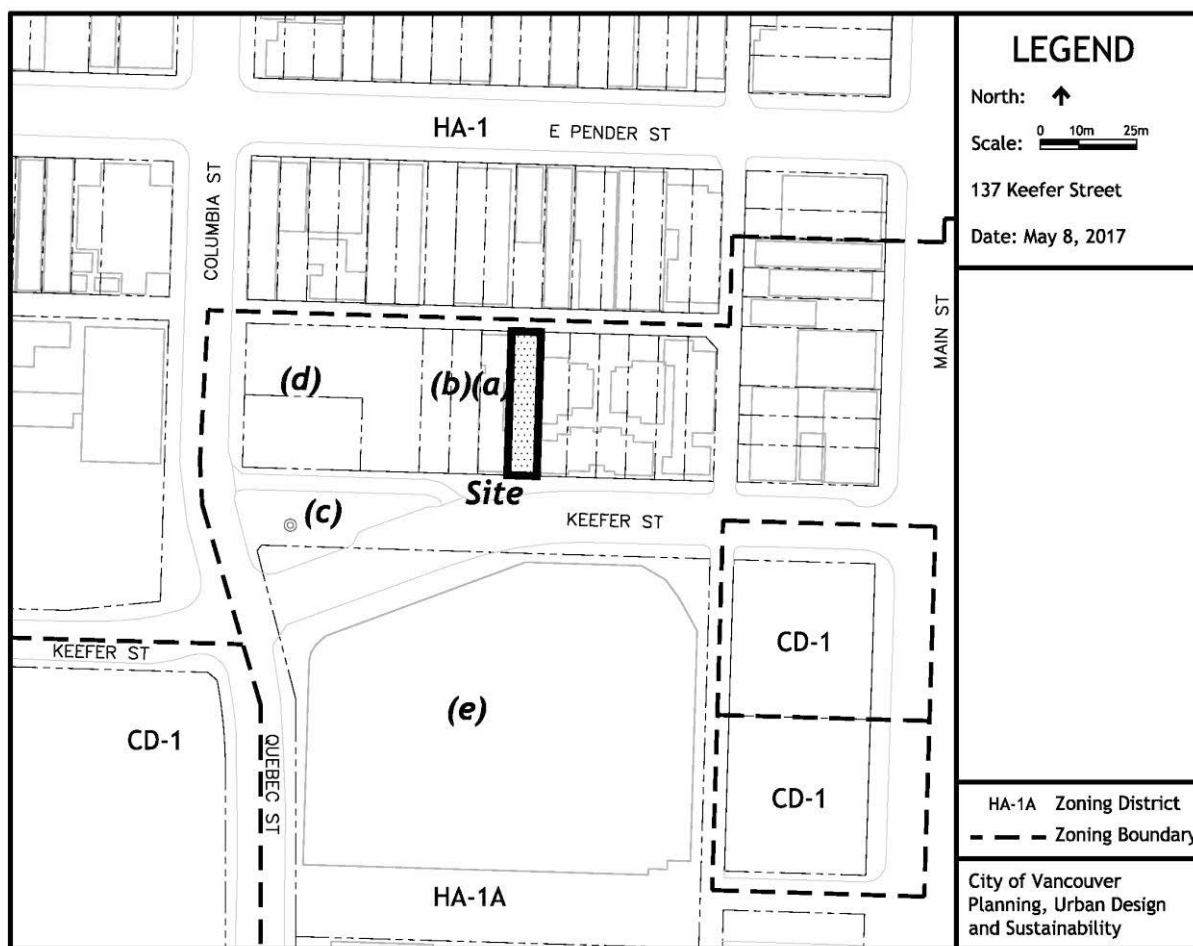 HA-1
E PENDER ST
COLUMBIA ST
MAIN ST
(d)
(b)(a)
Site
(c)
KEEFER ST
KEEFER ST
CD-1
(e)
CD-1
QUEBEC ST
CD-1
HA-1A
LEGEND
North:
Scale: 0 10m 25m
137 Keefer Street
Date: May 8, 2017
HA-1A Zoning District
Zoning Boundary
City of Vancouver
Planning, Urban Design
and Sustainability